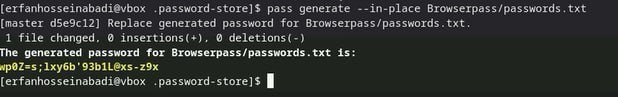 [erfanhosseinabadi@vbox .password-store]$ pass generate --in-place Browserpass/passwords.txt
[master d5e9c12] Replace generated password for Browserpass/passwords.txt.
1 file changed, 0 insertions(+), 0 deletions(-)
The generated password for Browserpass/passwords.txt is:
wp0Z=s;lxy6b'93b1L@xs-z9x
[erfanhosseinabadi@vbox .password-store]$